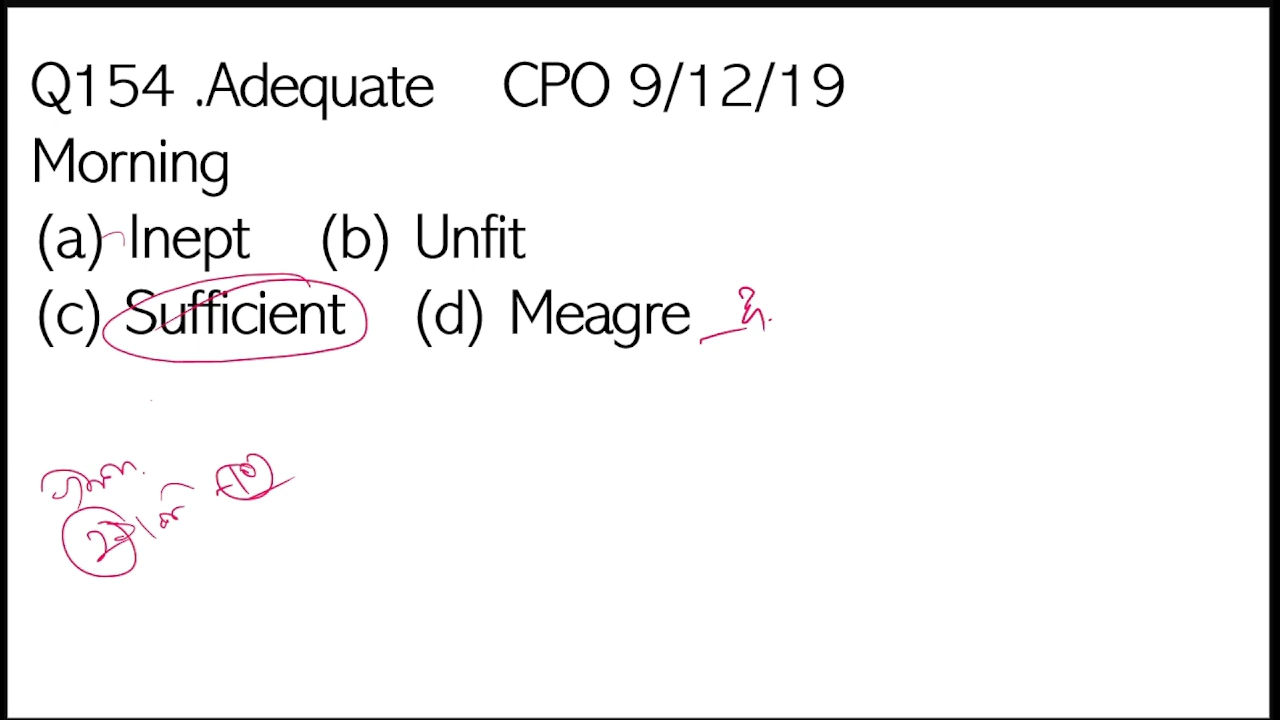 Q154 .Adequate CPO 9/12/19
Morning
(a) Inept (b) Unfit
(c) Sufficient (d) Meagre